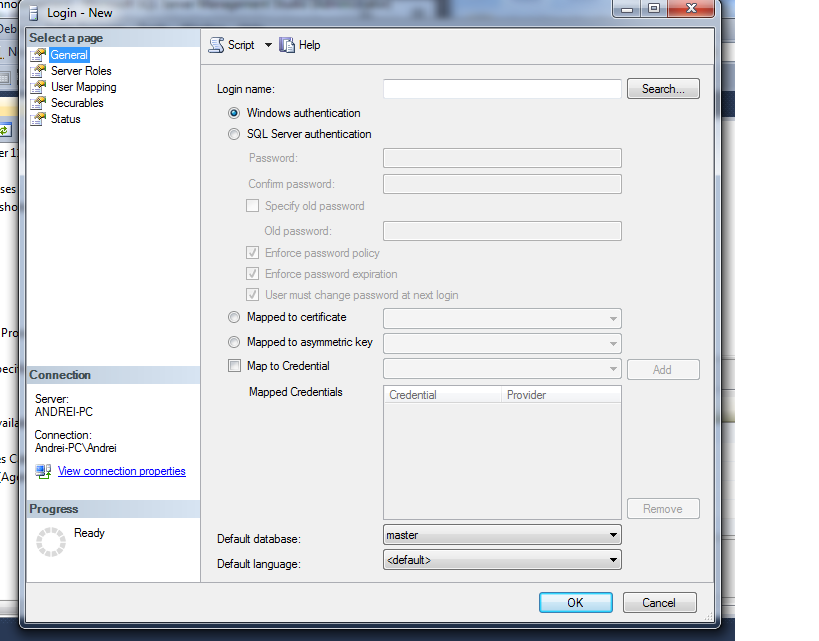 Login - New
Select a page
General
Server Roles
User Mapping
Securables
Status
Script
Help
Login name:
Search...
Windows authentication
SQL Server authentication
Password:
Confirm password:
Specify old password
Old password:
Enforce password policy
Enforce password expiration
User must change password at next login
Mapped to certificate
Mapped to asymmetric key
Map to Credential
Add
Mapped Credentials
Credential
Provider
Remove
Default database:
master
Default language:
<default>
Connection
Server:
ANDREI-PC
Connection:
Andrei-PC\Andrei
View connection properties
Progress
Ready
OK
Cancel